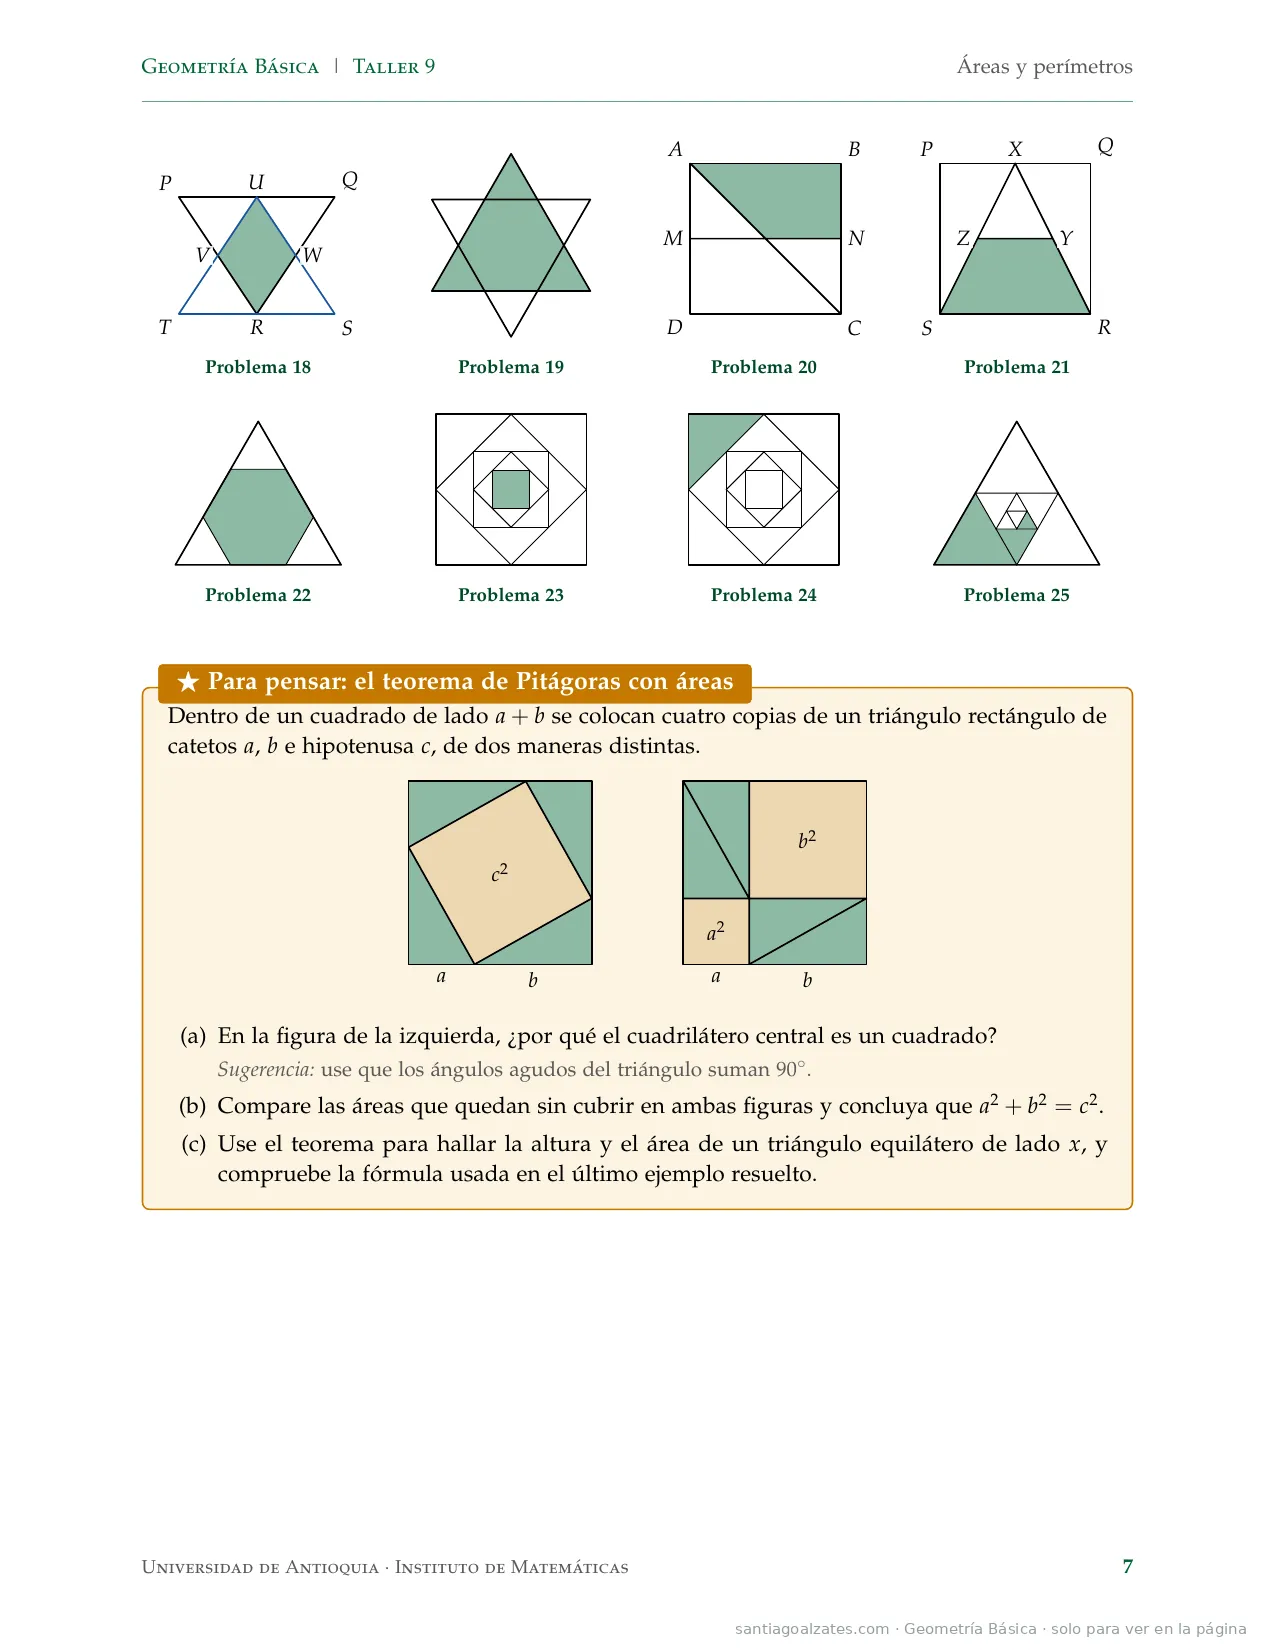 Geometría Básica | Taller 9
Áreas y perímetros
P U Q
V W
T R S
A B
M N
D C
P X Q
Z Y
S R
Problema 18
Problema 19
Problema 20
Problema 21
Problema 22
Problema 23
Problema 24
Problema 25
★ Para pensar: el teorema de Pitágoras con áreas
Dentro de un cuadrado de lado a + b se colocan cuatro copias de un triángulo rectángulo de
catetos a, b e hipotenusa c, de dos maneras distintas.
c²
a b
b²
a²
a b
(a) En la figura de la izquierda, ¿por qué el cuadrilátero central es un cuadrado?
Sugerencia: use que los ángulos agudos del triángulo suman 90°.
(b) Compare las áreas que quedan sin cubrir en ambas figuras y concluya que a² + b² = c².
(c) Use el teorema para hallar la altura y el área de un triángulo equilátero de lado x, y
compruebe la fórmula usada en el último ejemplo resuelto.
Universidad de Antioquia · Instituto de Matemáticas
7
santiagoalzates.com · Geometría Básica · solo para ver en la página